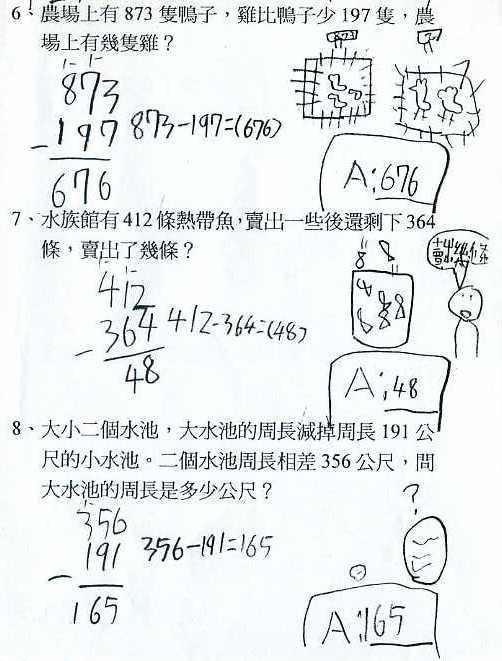 6、農場上有 873 隻鴨子，雞比鴨子少 197 隻，農
場上有幾隻雞？
873
- 197 873-197=(676)
676
A:676
7、水族館有 412 條熱帶魚，賣出一些後還剩下 364
條，賣出了幾條？
412
- 364 412-364=(48)
48
A:48
8、大小二個水池，大水池的周長減掉周長 191 公
尺的小水池。二個水池周長相差 356 公尺，問
大水池的周長是多少公尺？
?
356
- 191 356-191=165
165
A:165